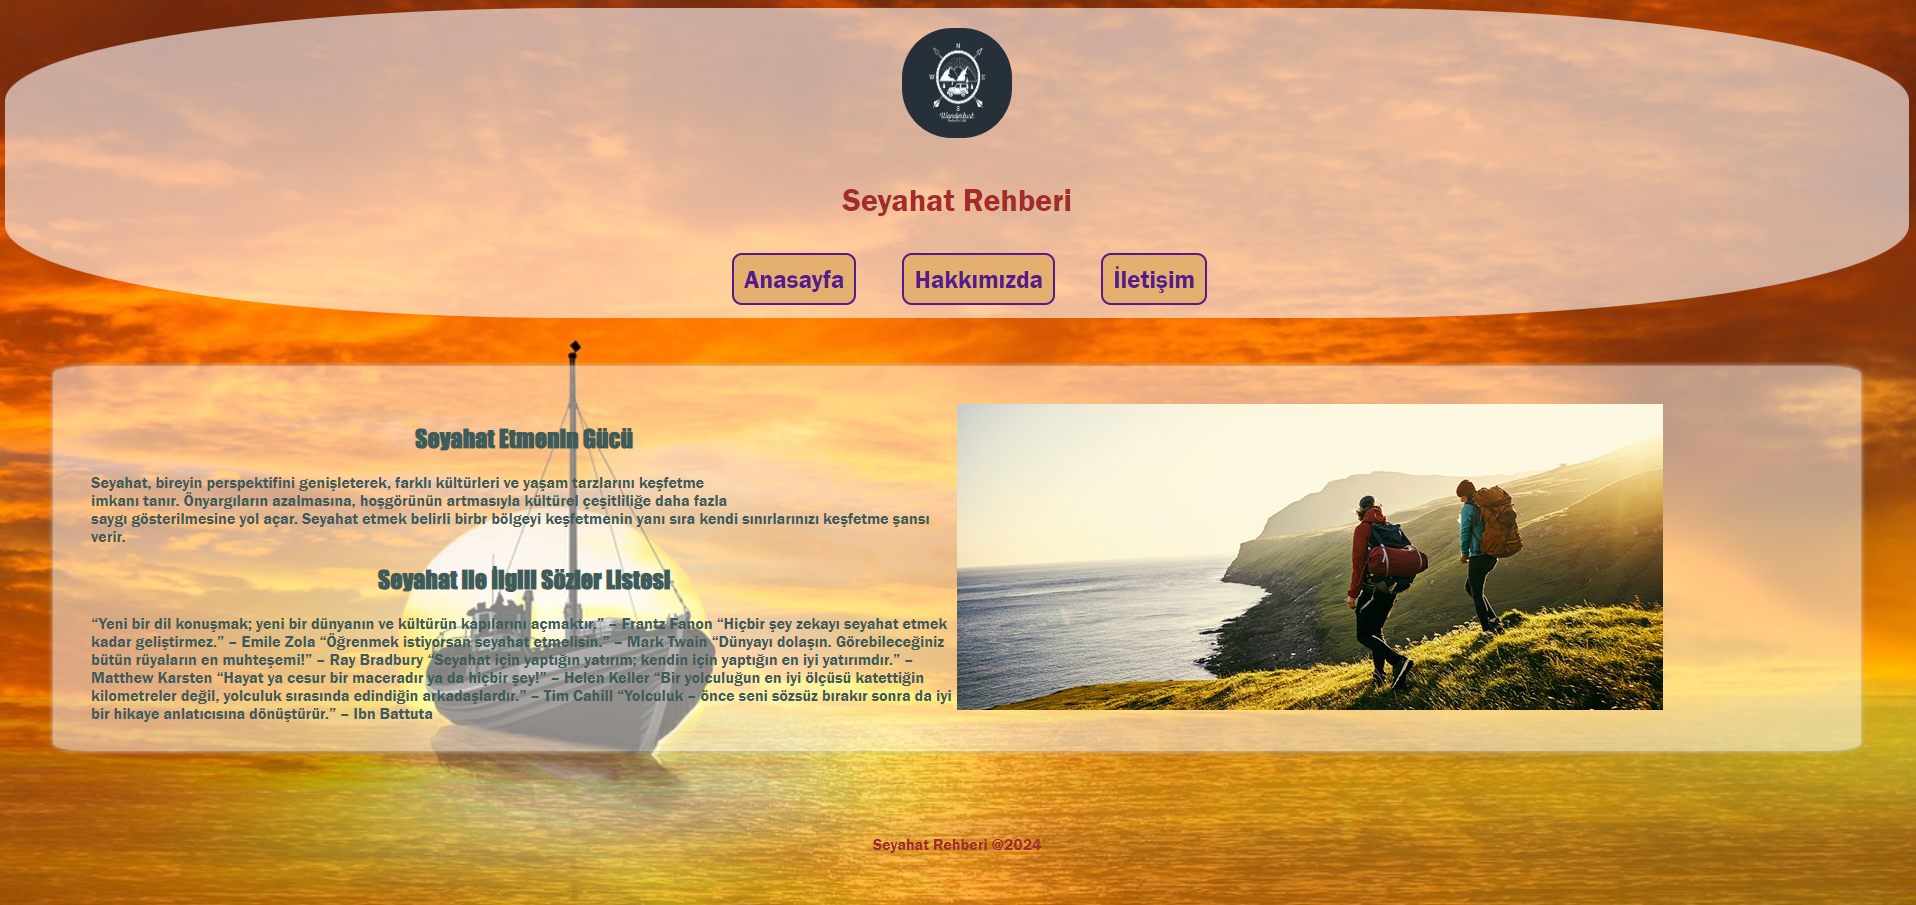 N
W E
S
Wanderlust
Seyahat Rehberi
Anasayfa Hakkımızda İletişim
Seyahat Etmenin Gücü
Seyahat, bireyin perspektifini genişleterek, farklı kültürleri ve yaşam tarzlarını keşfetme
imkanı tanır. Önyargıların azalmasına, hoşgörünün artmasıyla kültürel çeşitliliğe daha fazla
saygı gösterilmesine yol açar. Seyahat etmek belirli birbr bölgeyi keşfetmenin yanı sıra kendi sınırlarınızı keşfetme şansı
verir.
Seyahat ile İlgili Sözler Listesi
“Yeni bir dil konuşmak; yeni bir dünyanın ve kültürün kapılarını açmaktır.” – Frantz Fanon “Hiçbir şey zekayı seyahat etmek
kadar geliştirmez.” – Emile Zola “Öğrenmek istiyorsan seyahat etmelisin.” – Mark Twain “Dünyayı dolaşın. Görebileceğiniz
bütün rüyaların en muhteşemi!” – Ray Bradbury “Seyahat için yaptığın yatırım; kendin için yaptığın en iyi yatırımdır.” –
Matthew Karsten “Hayat ya cesur bir maceradır ya da hiçbir şey!” – Helen Keller “Bir yolculuğun en iyi ölçüsü katettiğin
kilometreler değil, yolculuk sırasında edindiğin arkadaşlardır.” – Tim Cahill “Yolculuk – önce seni sözsüz bırakır sonra da iyi
bir hikaye anlatıcısına dönüştürür.” – Ibn Battuta
Seyahat Rehberi @2024